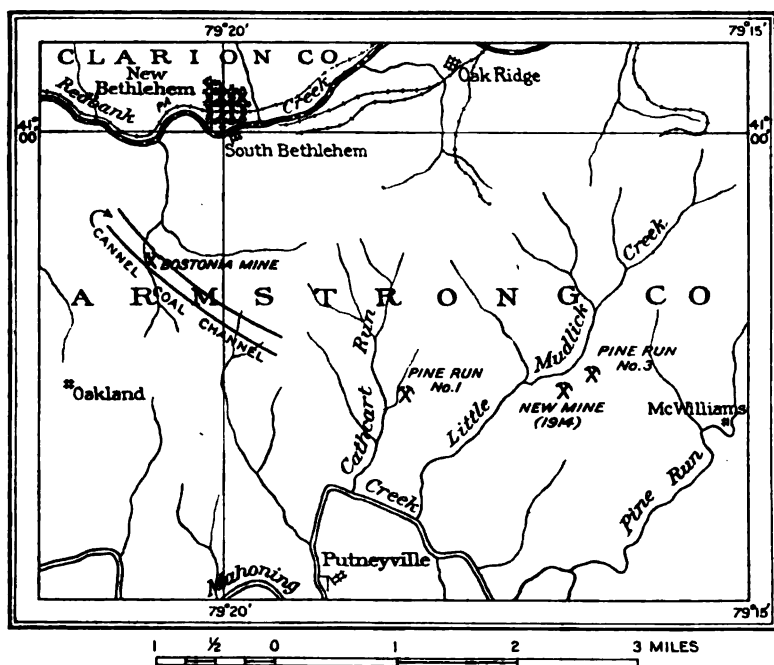 79°20'
79°15'
CLARION CO
New
Bethlehem
Redbank
Creek
Oak Ridge
41°
00'
41°
00'
South Bethlehem
CANNEL COAL CHANNEL
BOSTONIA MINE
ARMSTRONG CO
Creek
Mudlick
Little
Run
Cathcart
PINE RUN
No.1
PINE RUN
No.3
NEW MINE
(1914)
McWilliams
Oakland
Pine Run
Creek
Putneyville
Mahoning
79°20'
79°15'
1 ½ 0 1 2 3 MILES